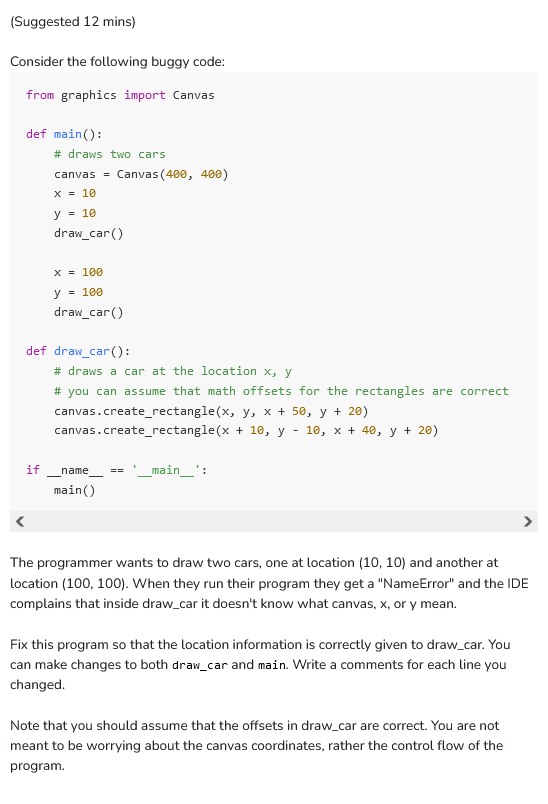 (Suggested 12 mins)
Consider the following buggy code:
from graphics import Canvas
def main():
    # draws two cars
    canvas = Canvas(400, 400)
    x = 10
    y = 10
    draw_car()
    x = 100
    y = 100
    draw_car()
def draw_car():
    # draws a car at the location x, y
    # you can assume that math offsets for the rectangles are correct
    canvas.create_rectangle(x, y, x + 50, y + 20)
    canvas.create_rectangle(x + 10, y - 10, x + 40, y + 20)
if __name__ == '__main__':
    main()
The programmer wants to draw two cars, one at location (10, 10) and another at
location (100, 100). When they run their program they get a "NameError" and the IDE
complains that inside draw_car it doesn't know what canvas, x, or y mean.
Fix this program so that the location information is correctly given to draw_car. You
can make changes to both draw_car and main. Write a comments for each line you
changed.
Note that you should assume that the offsets in draw_car are correct. You are not
meant to be worrying about the canvas coordinates, rather the control flow of the
program.